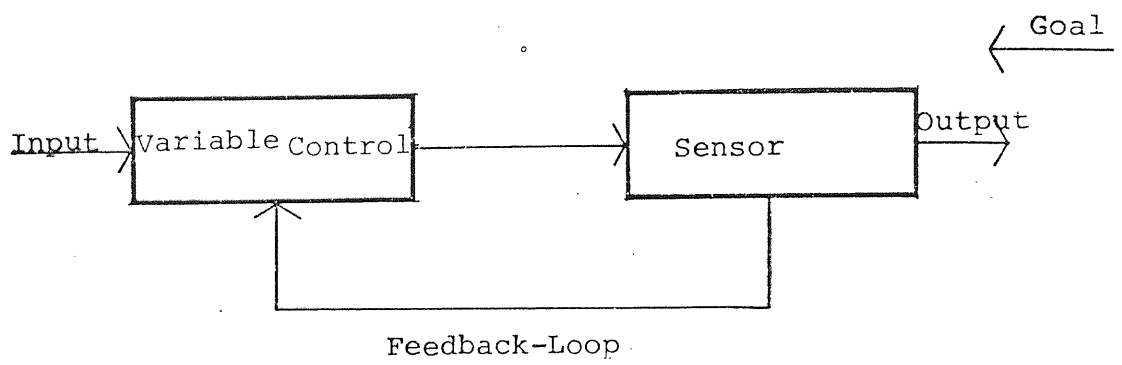 Goal
Input
Variable Control
Sensor
Output
Feedback-Loop